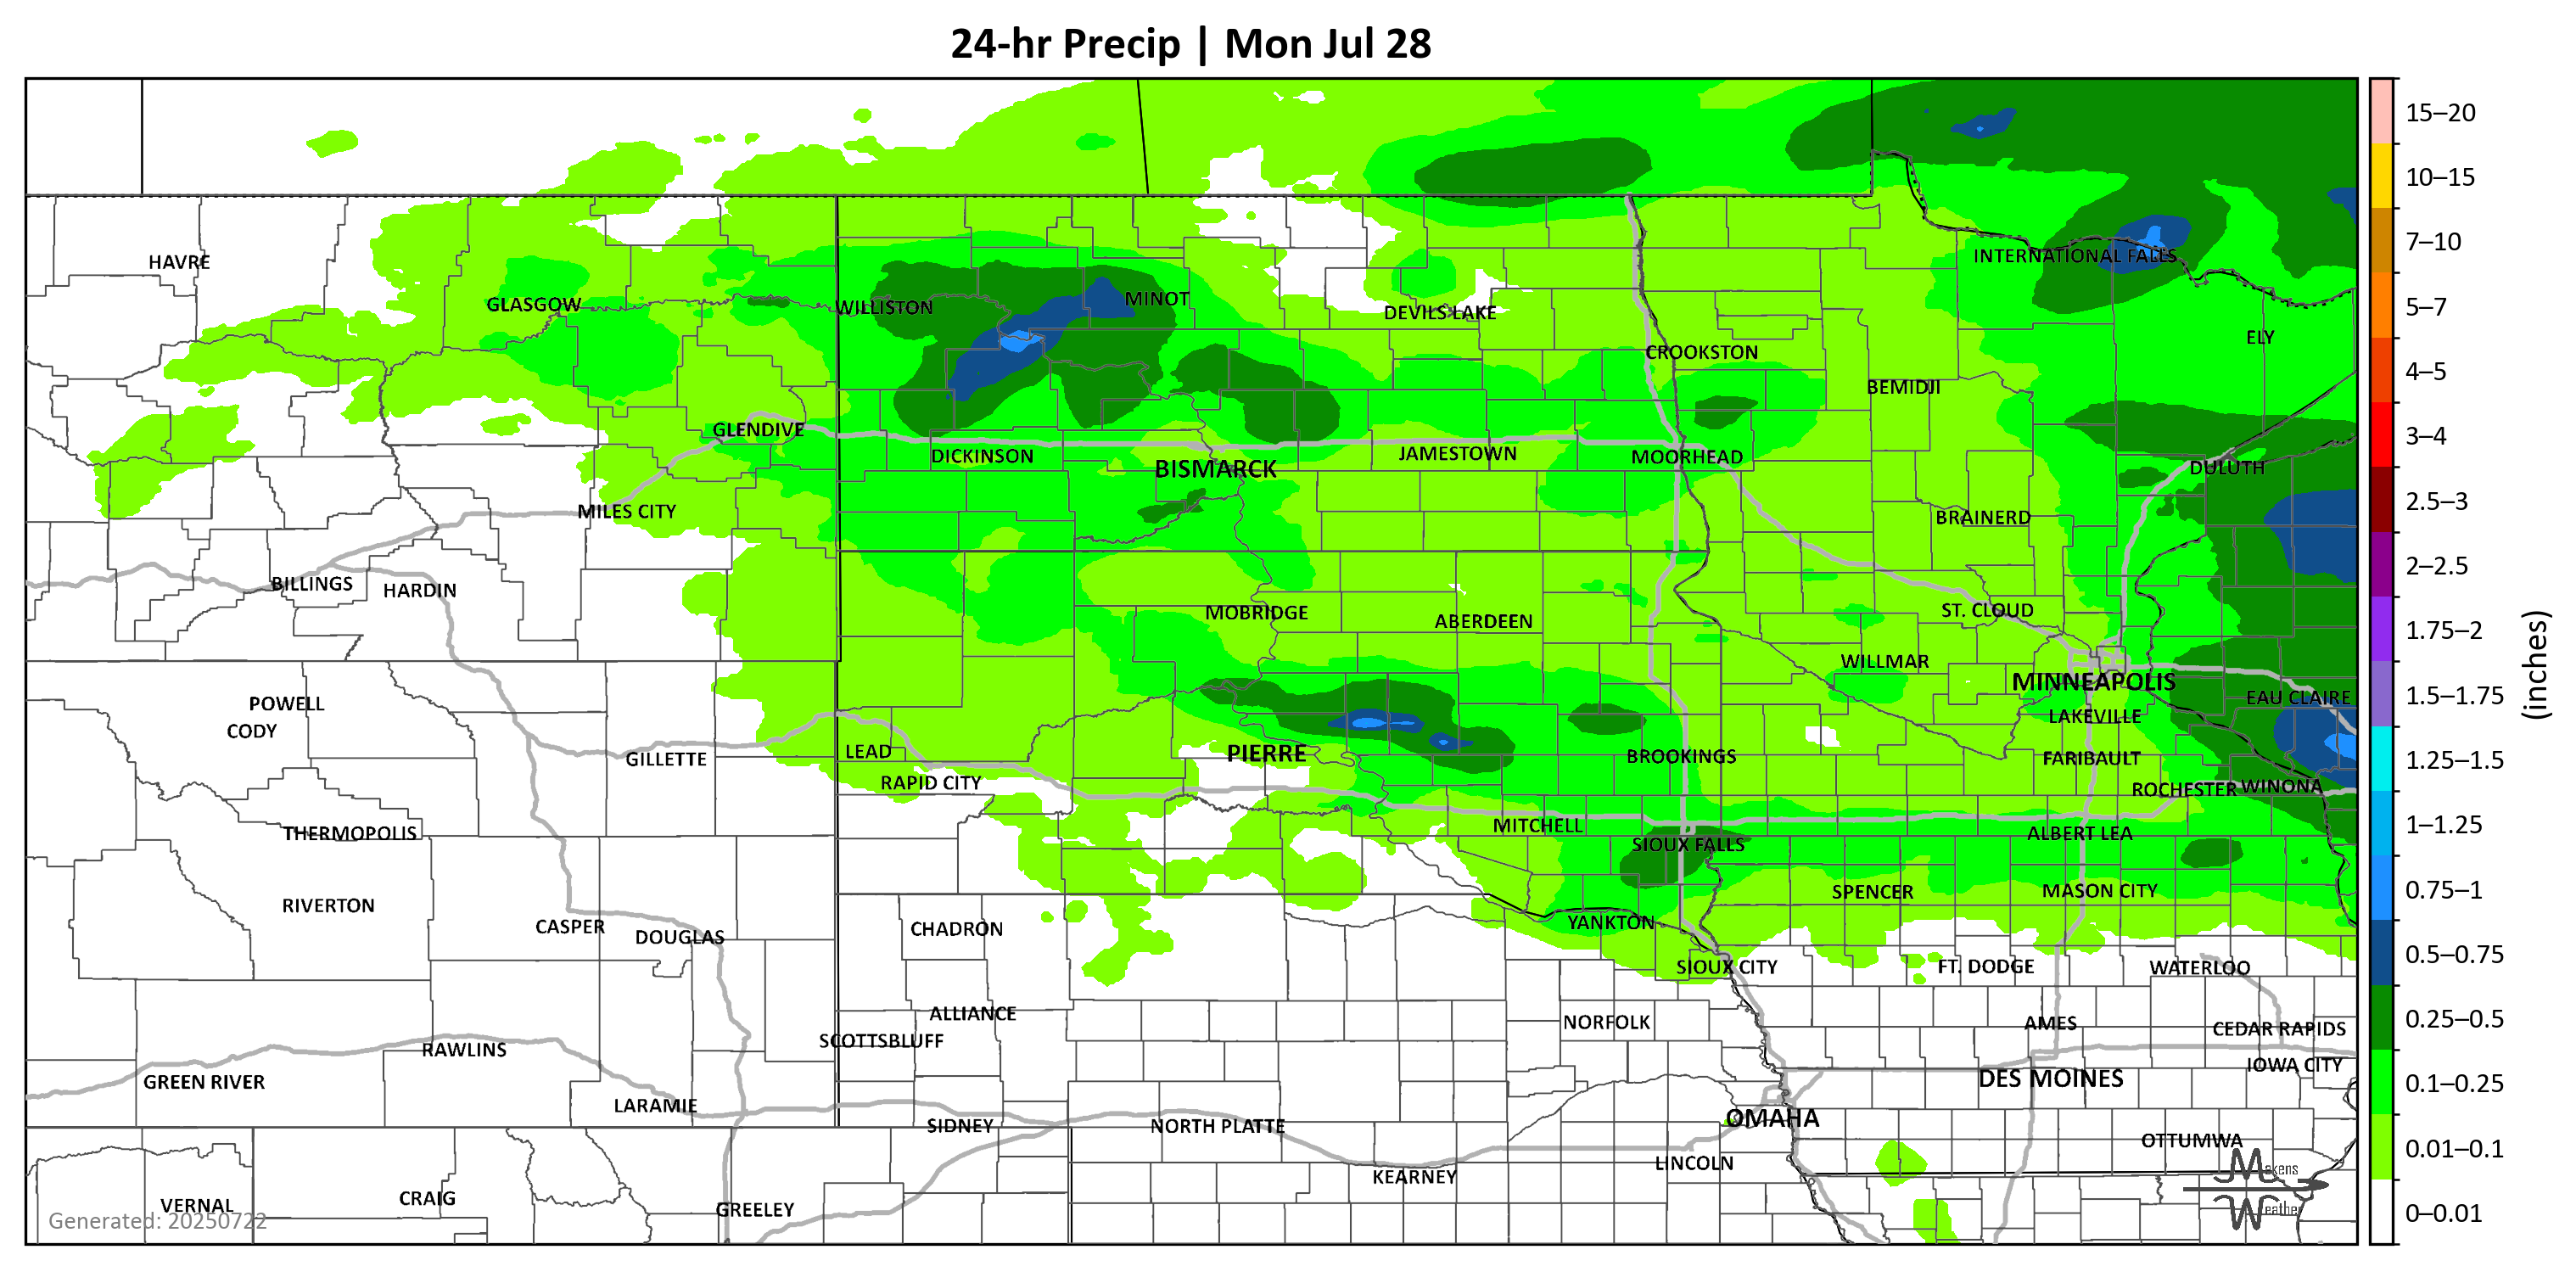 24-hr Precip | Mon Jul 28
15–20
10–15
7–10
5–7
4–5
3–4
2.5–3
2–2.5
1.75–2
1.5–1.75
1.25–1.5
1–1.25
0.75–1
0.5–0.75
0.25–0.5
0.1–0.25
0.01–0.1
0–0.01
(inches)
HAVRE
INTERNATIONAL FALLS
GLASGOW
WILLISTON
MINOT
DEVILS LAKE
ELY
CROOKSTON
BEMIDJI
GLENDIVE
DICKINSON
BISMARCK
JAMESTOWN
MOORHEAD
DULUTH
MILES CITY
BRAINERD
BILLINGS
HARDIN
MOBRIDGE
ABERDEEN
ST. CLOUD
WILLMAR
MINNEAPOLIS
POWELL
CODY
EAU CLAIRE
LAKEVILLE
GILLETTE
LEAD
PIERRE
BROOKINGS
FARIBAULT
RAPID CITY
ROCHESTER
WINONA
THERMOPOLIS
MITCHELL
SIOUX FALLS
ALBERT LEA
RIVERTON
SPENCER
MASON CITY
CASPER
DOUGLAS
CHADRON
YANKTON
SIOUX CITY
FT. DODGE
WATERLOO
ALLIANCE
NORFOLK
AMES
CEDAR RAPIDS
SCOTTSBLUFF
RAWLINS
IOWA CITY
GREEN RIVER
DES MOINES
LARAMIE
SIDNEY
NORTH PLATTE
OMAHA
OTTUMWA
LINCOLN
KEARNEY
VERNAL
CRAIG
GREELEY
Generated: 20250722
Makens
Weather